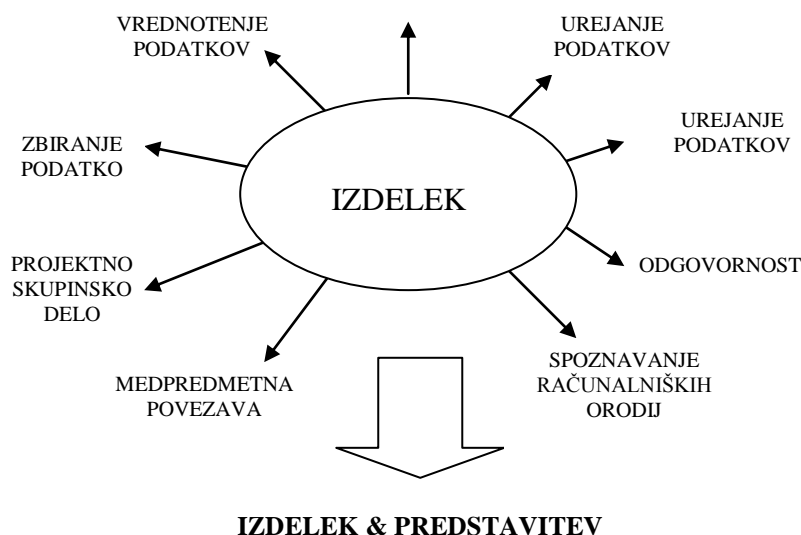 VREDNOTENJE
PODATKOV
UREJANJE
PODATKOV
ZBIRANJE
PODATKO
UREJANJE
PODATKOV
IZDELEK
PROJEKTNO
SKUPINSKO
DELO
ODGOVORNOST
MEDPREDMETNA
POVEZAVA
SPOZNAVANJE
RAČUNALNIŠKIH
ORODIJ
IZDELEK & PREDSTAVITEV